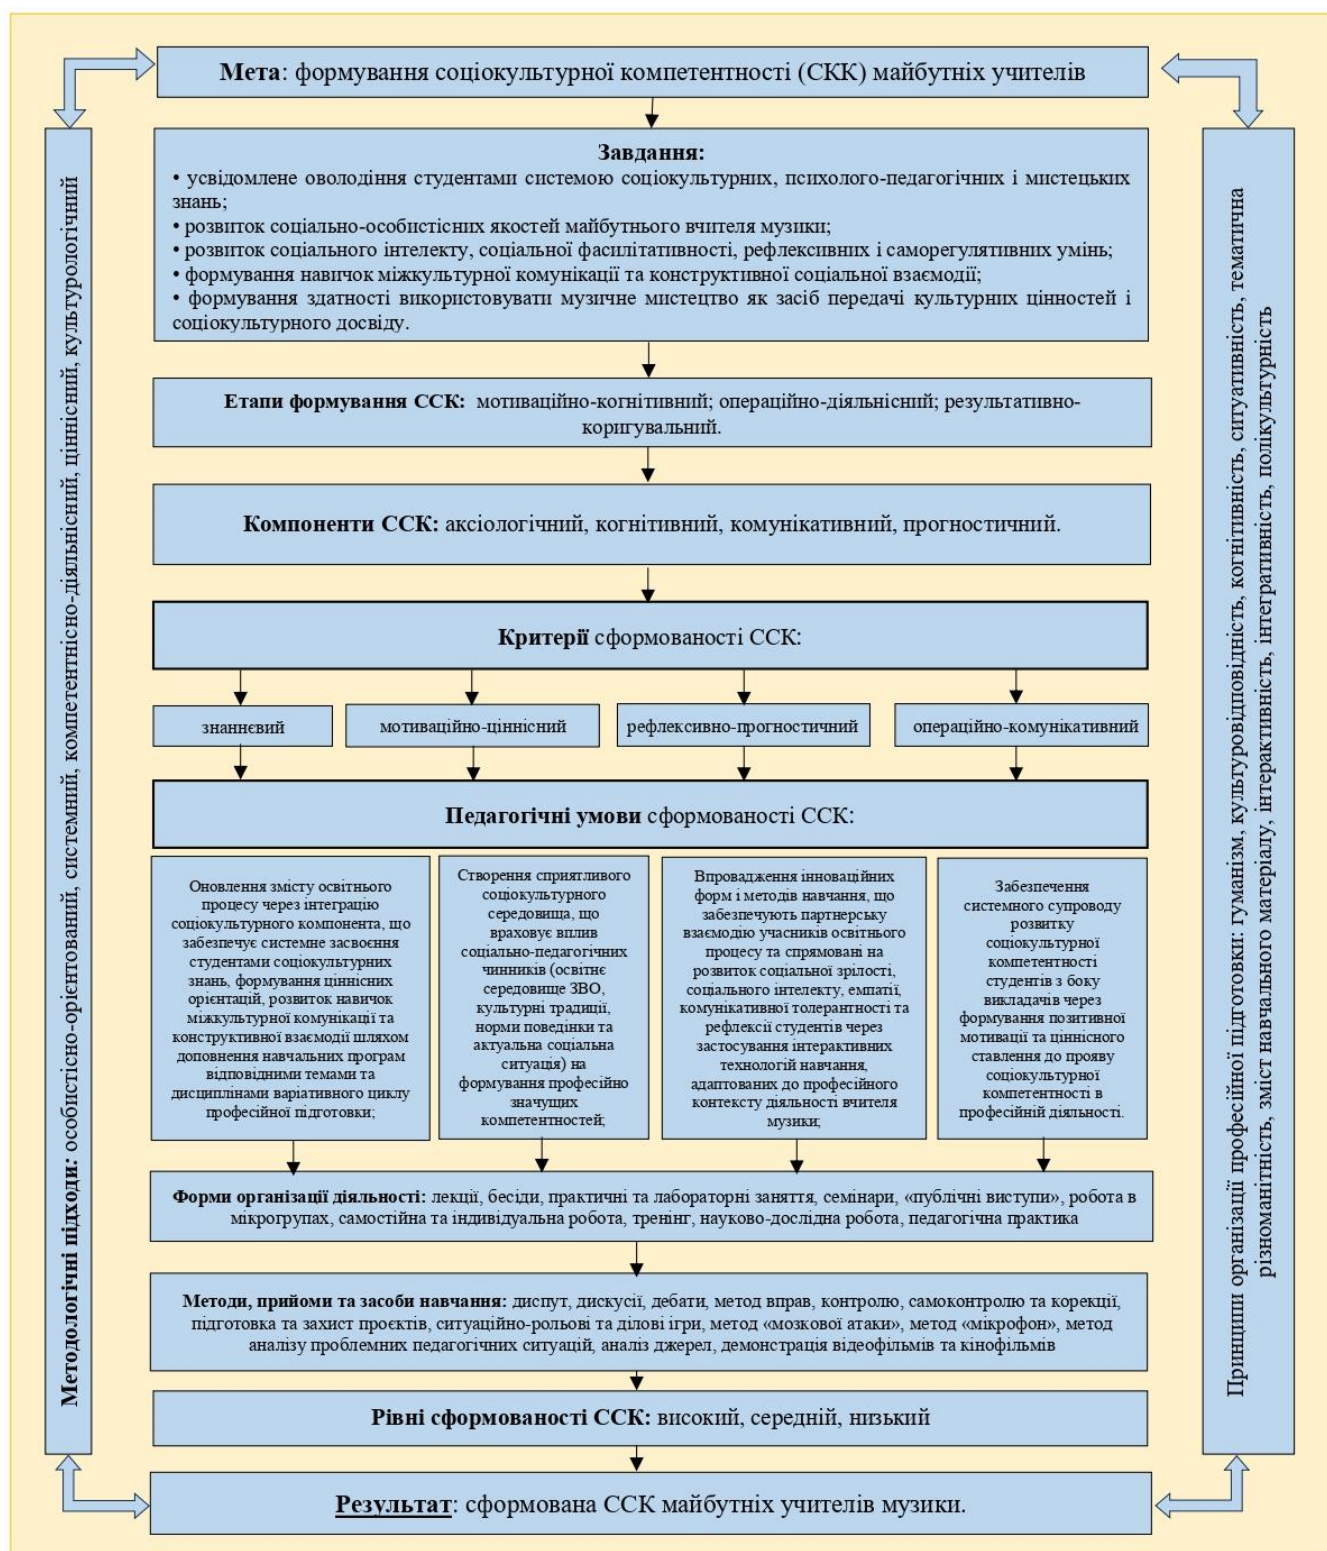 Мета: формування соціокультурної компетентності (СКК) майбутніх учителів
Завдання:
• усвідомлене оволодіння студентами системою соціокультурних, психолого-педагогічних і мистецьких
знань;
• розвиток соціально-особистісних якостей майбутнього вчителя музики;
• розвиток соціального інтелекту, соціальної фасилітативності, рефлексивних і саморегулятивних умінь;
• формування навичок міжкультурної комунікації та конструктивної соціальної взаємодії;
• формування здатності використовувати музичне мистецтво як засіб передачі культурних цінностей і
соціокультурного досвіду.
Етапи формування ССК: мотиваційно-когнітивний; операційно-діяльнісний; результативно-
коригувальний.
Компоненти ССК: аксіологічний, когнітивний, комунікативний, прогностичний.
Критерії сформованості ССК:
знаннєвий
мотиваційно-ціннісний
рефлексивно-прогностичний
операційно-комунікативний
Педагогічні умови сформованості ССК:
Оновлення змісту освітнього
процесу через інтеграцію
соціокультурного компонента, що
забезпечує системне засвоєння
студентами соціокультурних
знань, формування ціннісних
орієнтацій, розвиток навичок
міжкультурної комунікації та
конструктивної взаємодії шляхом
доповнення навчальних програм
відповідними темами та
дисциплінами варіативного циклу
професійної підготовки;
Створення сприятливого
соціокультурного
середовища, що
враховує вплив
соціально-педагогічних
чинників (освітнє
середовище ЗВО,
культурні традиції,
норми поведінки та
актуальна соціальна
ситуація) на
формування професійно
значущих
компетентностей;
Впровадження інноваційних
форм і методів навчання, що
забезпечують партнерську
взаємодію учасників освітнього
процесу та спрямовані на
розвиток соціальної зрілості,
соціального інтелекту, емпатії,
комунікативної толерантності та
рефлексії студентів через
застосування інтерактивних
технологій навчання,
адаптованих до професійного
контексту діяльності вчителя
музики;
Забезпечення
системного супроводу
розвитку
соціокультурної
компетентності
студентів з боку
викладачів через
формування позитивної
мотивації та ціннісного
ставлення до прояву
соціокультурної
компетентності в
професійній діяльності.
Форми організації діяльності: лекції, бесіди, практичні та лабораторні заняття, семінари, «публічні виступи», робота в
мікрогрупах, самостійна та індивідуальна робота, тренінг, науково-дослідна робота, педагогічна практика
Методи, прийоми та засоби навчання: диспут, дискусії, дебати, метод вправ, контролю, самоконтролю та корекції,
підготовка та захист проєктів, ситуаційно-рольові та ділові ігри, метод «мозкової атаки», метод «мікрофон», метод
аналізу проблемних педагогічних ситуацій, аналіз джерел, демонстрація відеофільмів та кінофільмів
Рівні сформованості ССК: високий, середній, низький
Результат: сформована ССК майбутніх учителів музики.
Методологічні підходи: особистісно-орієнтований, системний, компетентнісно-діяльнісний, ціннісний, культурологічний
Принципи організації професійної підготовки: гуманізм, культуровідповідність, когнітивність, ситуативність, тематична
різноманітність, зміст навчального матеріалу, інтерактивність, інтегративність, полікультурність